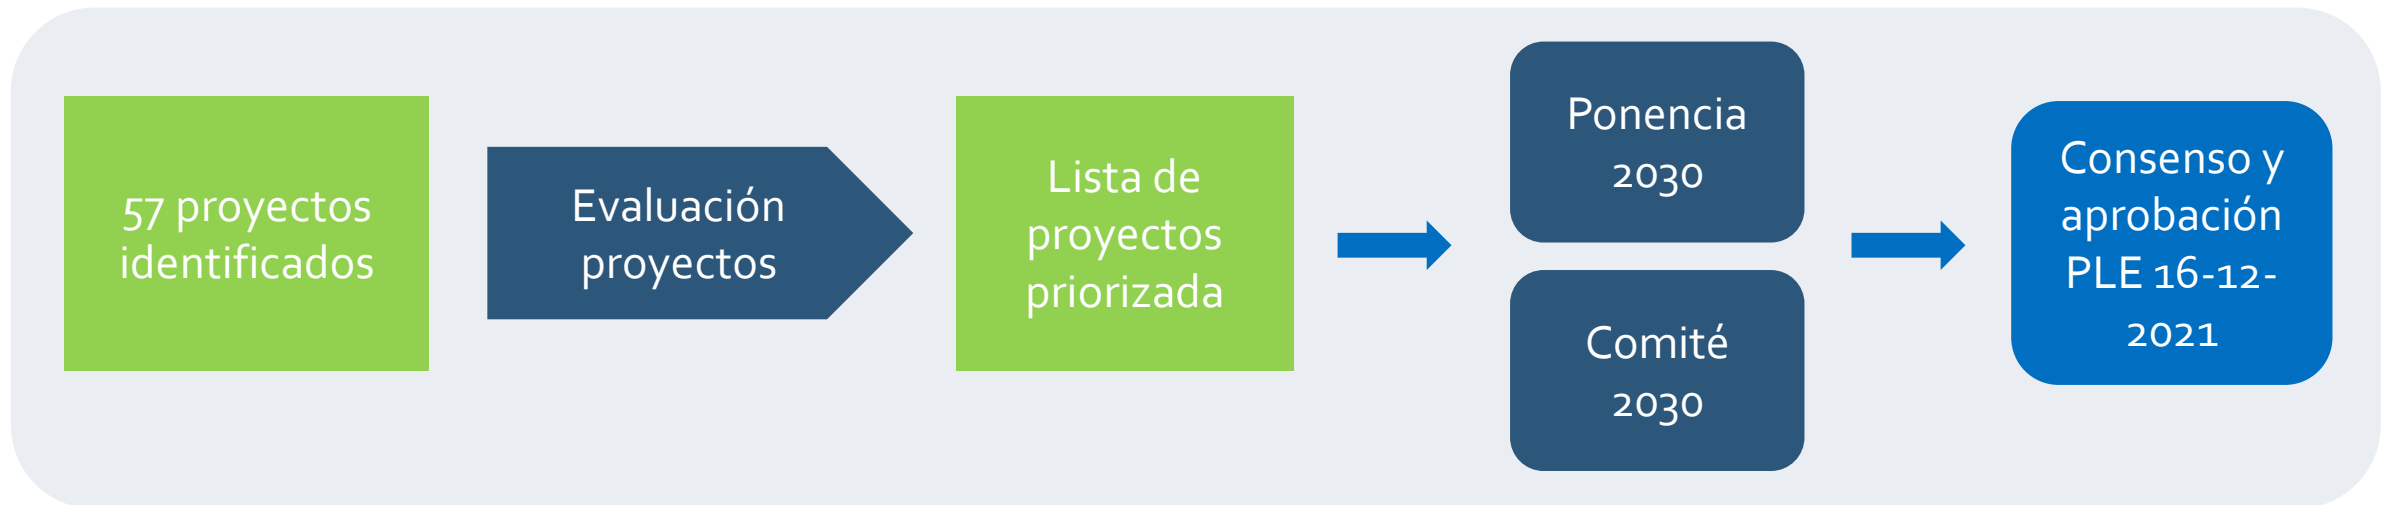 57 proyectos
identificados
Evaluación
proyectos
Lista de
proyectos
priorizada
Ponencia
2030
Comité
2030
Consenso y
aprobación
PLE 16-12-
2021